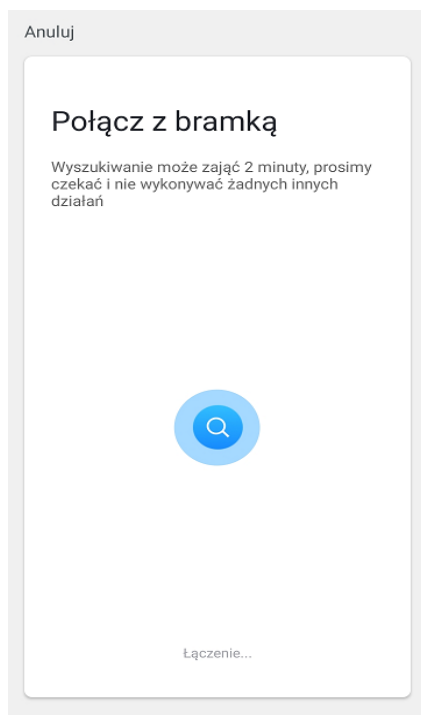 Anuluj
Połącz z bramką
Wyszukiwanie może zająć 2 minuty, prosimy
czekać i nie wykonywać żadnych innych
działań
Łączenie...